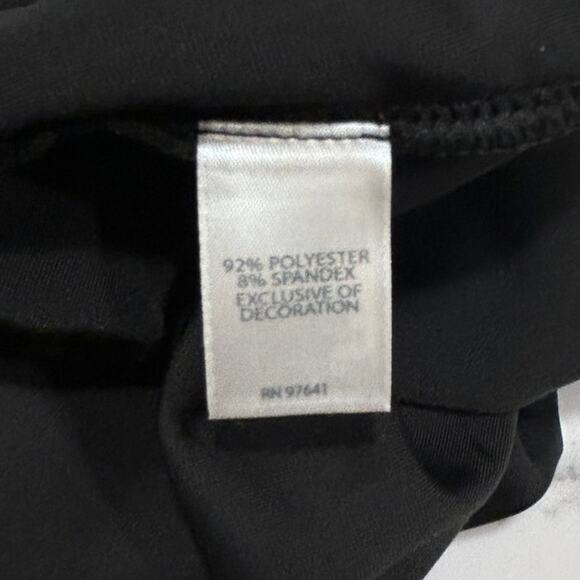 92% POLYESTER
8% SPANDEX
EXCLUSIVE OF
DECORATION
RN 97641